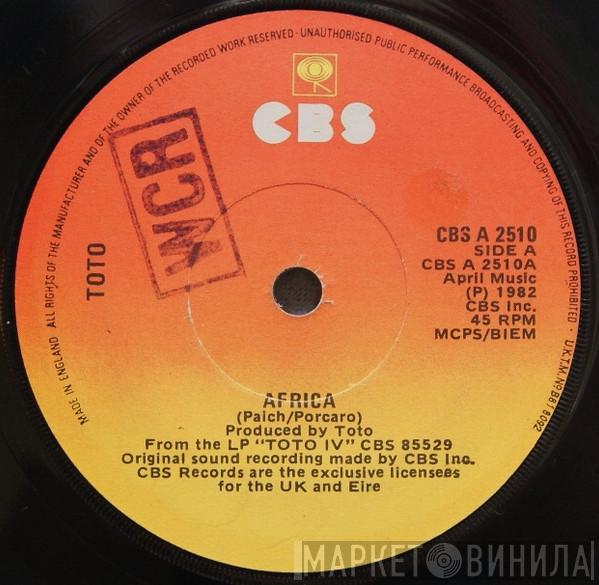 MADE IN ENGLAND ALL RIGHTS OF THE MANUFACTURER AND OF THE OWNER OF THE RECORDED WORK RESERVED · UNAUTHORISED PUBLIC PERFORMANCE BROADCASTING AND COPYING OF THIS RECORD PROHIBITED · U.K.T.M. No. B818092
CBS
WCR
TOTO
CBS A 2510
SIDE A
CBS A 2510A
April Music
(P) 1982
CBS Inc.
45 RPM
MCPS/BIEM
AFRICA
(Paich/Porcaro)
Produced by Toto
From the LP "TOTO IV" CBS 85529
Original sound recording made by CBS Inc.
CBS Records are the exclusive licensees
for the UK and Eire
МАРКЕТ ВИНИЛА